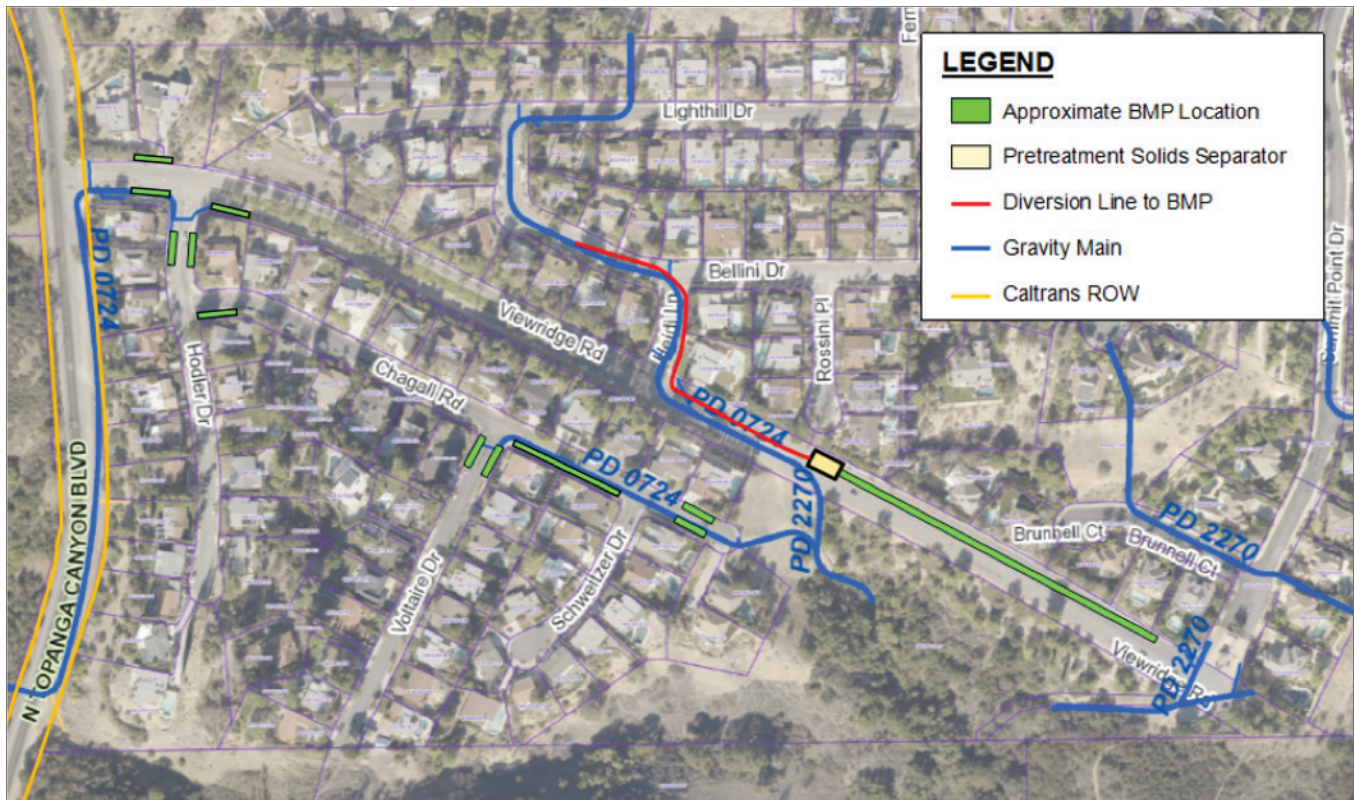 Lighthill Dr
LEGEND
Approximate BMP Location
Pretreatment Solids Separator
Diversion Line to BMP
Gravity Main
Caltrans ROW
PD 0724
Bellini Dr
Viewridge Rd
Rossini Pl
Hodler Dr
Chagall Rd
PD 0724
PD 0724
PD 2270
Brunnell Ct
Brunnell Ct
PD 2270
N TOPANGA CANYON BLVD
Voltaire Dr
Schweitzer Dr
PD 2270
Summit Point Dr